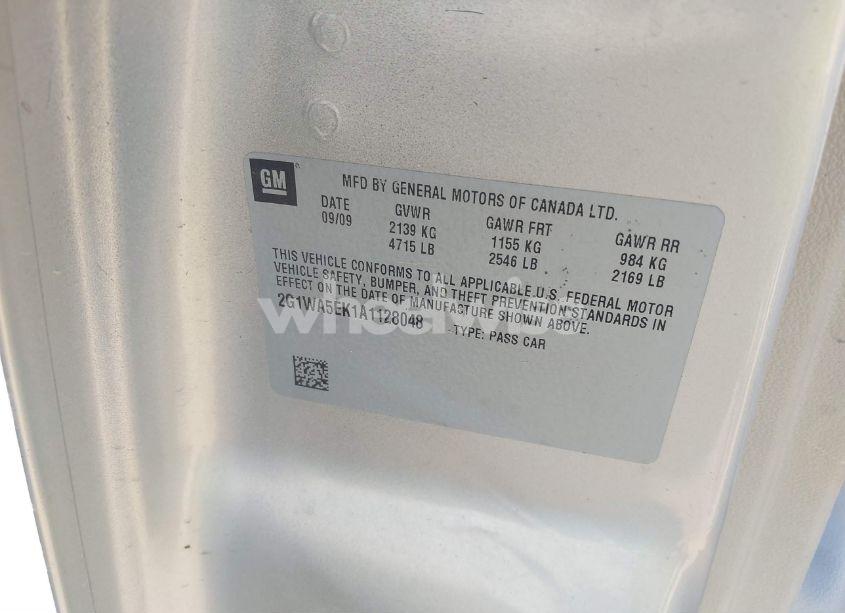 GM
MFD BY GENERAL MOTORS OF CANADA LTD.
DATE GVWR GAWR FRT GAWR RR
09/09 2139 KG 1155 KG 984 KG
4715 LB 2546 LB 2169 LB
THIS VEHICLE CONFORMS TO ALL APPLICABLE U.S. FEDERAL MOTOR
VEHICLE SAFETY, BUMPER, AND THEFT PREVENTION STANDARDS IN
EFFECT ON THE DATE OF MANUFACTURE SHOWN ABOVE.
2G1WA5EK1A1128048 TYPE: PASS CAR